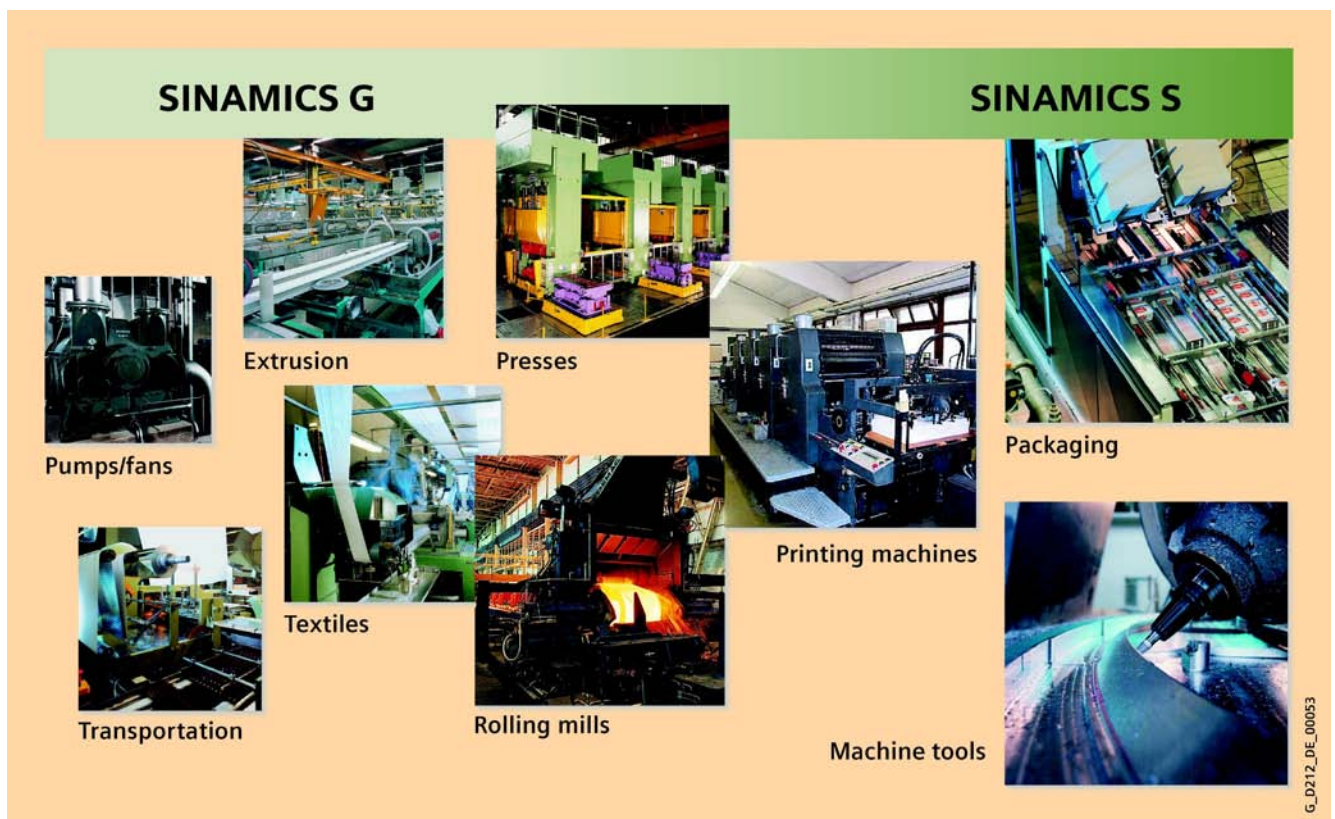 SINAMICS G
SINAMICS S
Extrusion
Presses
Pumps/fans
Packaging
Textiles
Printing machines
Transportation
Rolling mills
Machine tools
G_D212_DE_00053